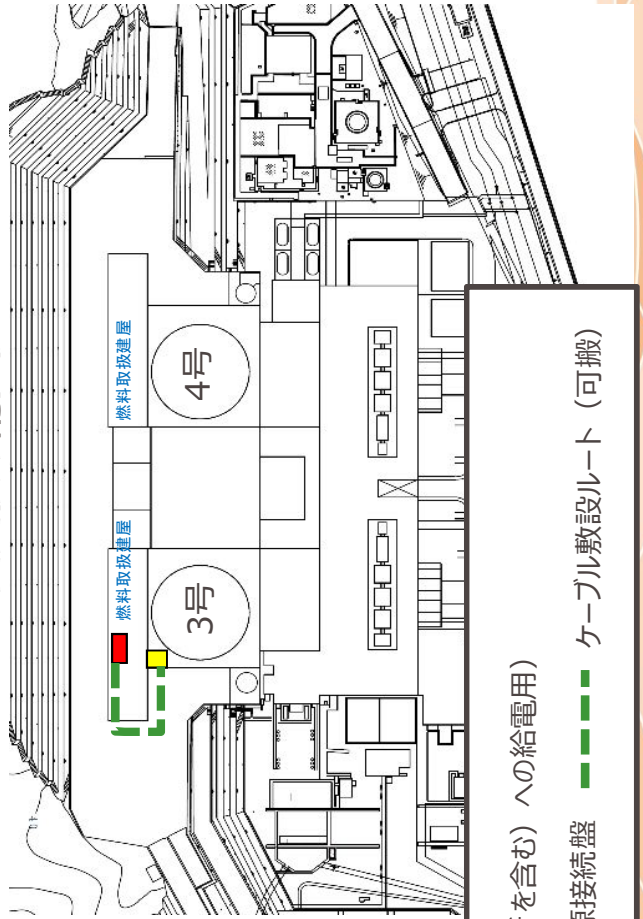 燃料取扱建屋
燃料取扱建屋
3号
4号
を含む）への給電用）
接続盤
ケーブル敷設ルート（可搬）